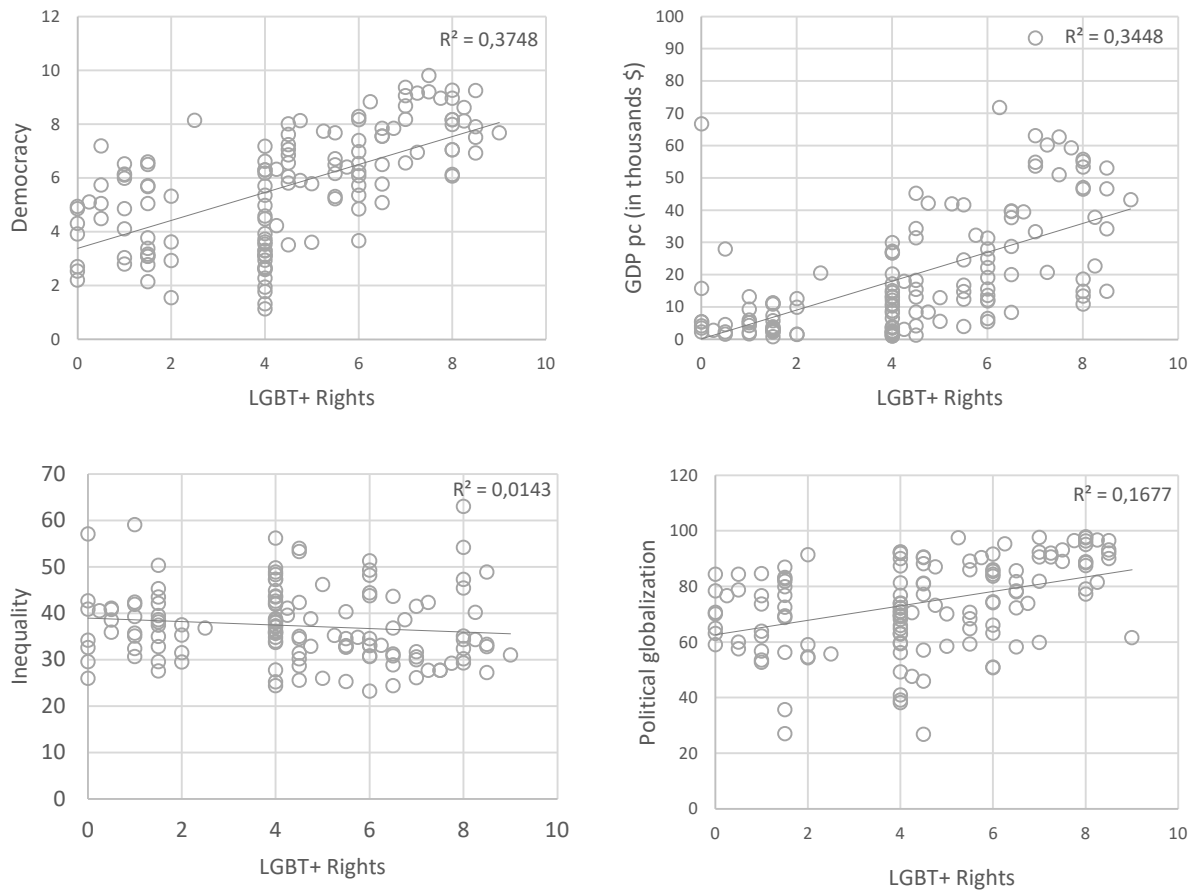 R² = 0,3748
Democracy
12
10
8
6
4
2
0
0 2 4 6 8 10
LGBT+ Rights
R² = 0,3448
GDP pc (in thousands $)
100
90
80
70
60
50
40
30
20
10
0
0 2 4 6 8 10
LGBT+ Rights
R² = 0,0143
Inequality
70
60
50
40
30
20
10
0
0 2 4 6 8 10
LGBT+ Rights
R² = 0,1677
Political globalization
120
100
80
60
40
20
0
0 2 4 6 8 10
LGBT+ Rights